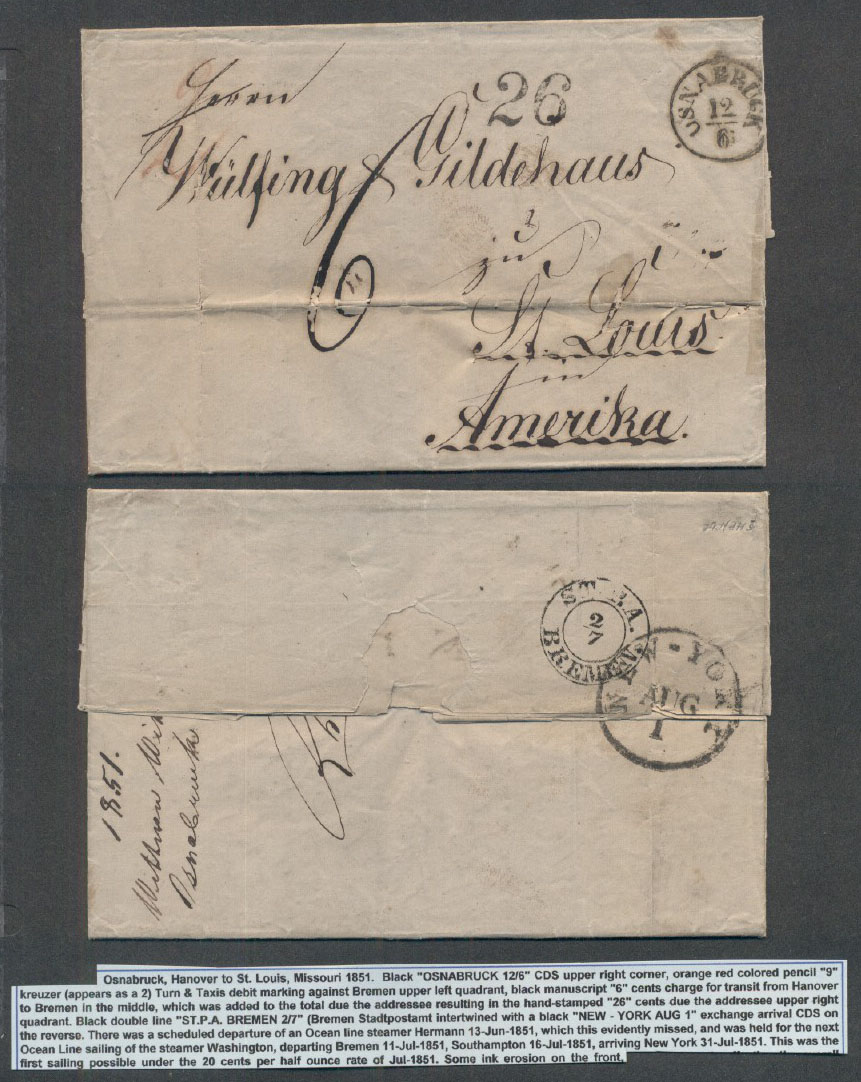 Herrn
26
OSNABRUCK
12
6
Wülfing & Gildehaus
6
zu
St. Louis
in
Amerika.
ST.P.A.
2
7
BREMEN
NEW-YORK
AUG
1
1851.
Osnabruck
Osnabruck, Hanover to St. Louis, Missouri 1851. Black "OSNABRUCK 12/6" CDS upper right corner, orange red colored pencil "9"
kreuzer (appears as a 2) Turn & Taxis debit marking against Bremen upper left quadrant, black manuscript "6" cents charge for transit from Hanover
to Bremen in the middle, which was added to the total due the addressee resulting in the hand-stamped "26" cents due the addressee upper right
quadrant. Black double line "ST.P.A. BREMEN 2/7" (Bremen Stadtpostamt intertwined with a black "NEW - YORK AUG 1" exchange arrival CDS on
the reverse. There was a scheduled departure of an Ocean line steamer Hermann 13-Jun-1851, which this evidently missed, and was held for the next
Ocean Line sailing of the steamer Washington, departing Bremen 11-Jul-1851, Southampton 16-Jul-1851, arriving New York 31-Jul-1851. This was the
first sailing possible under the 20 cents per half ounce rate of Jul-1851. Some ink erosion on the front.